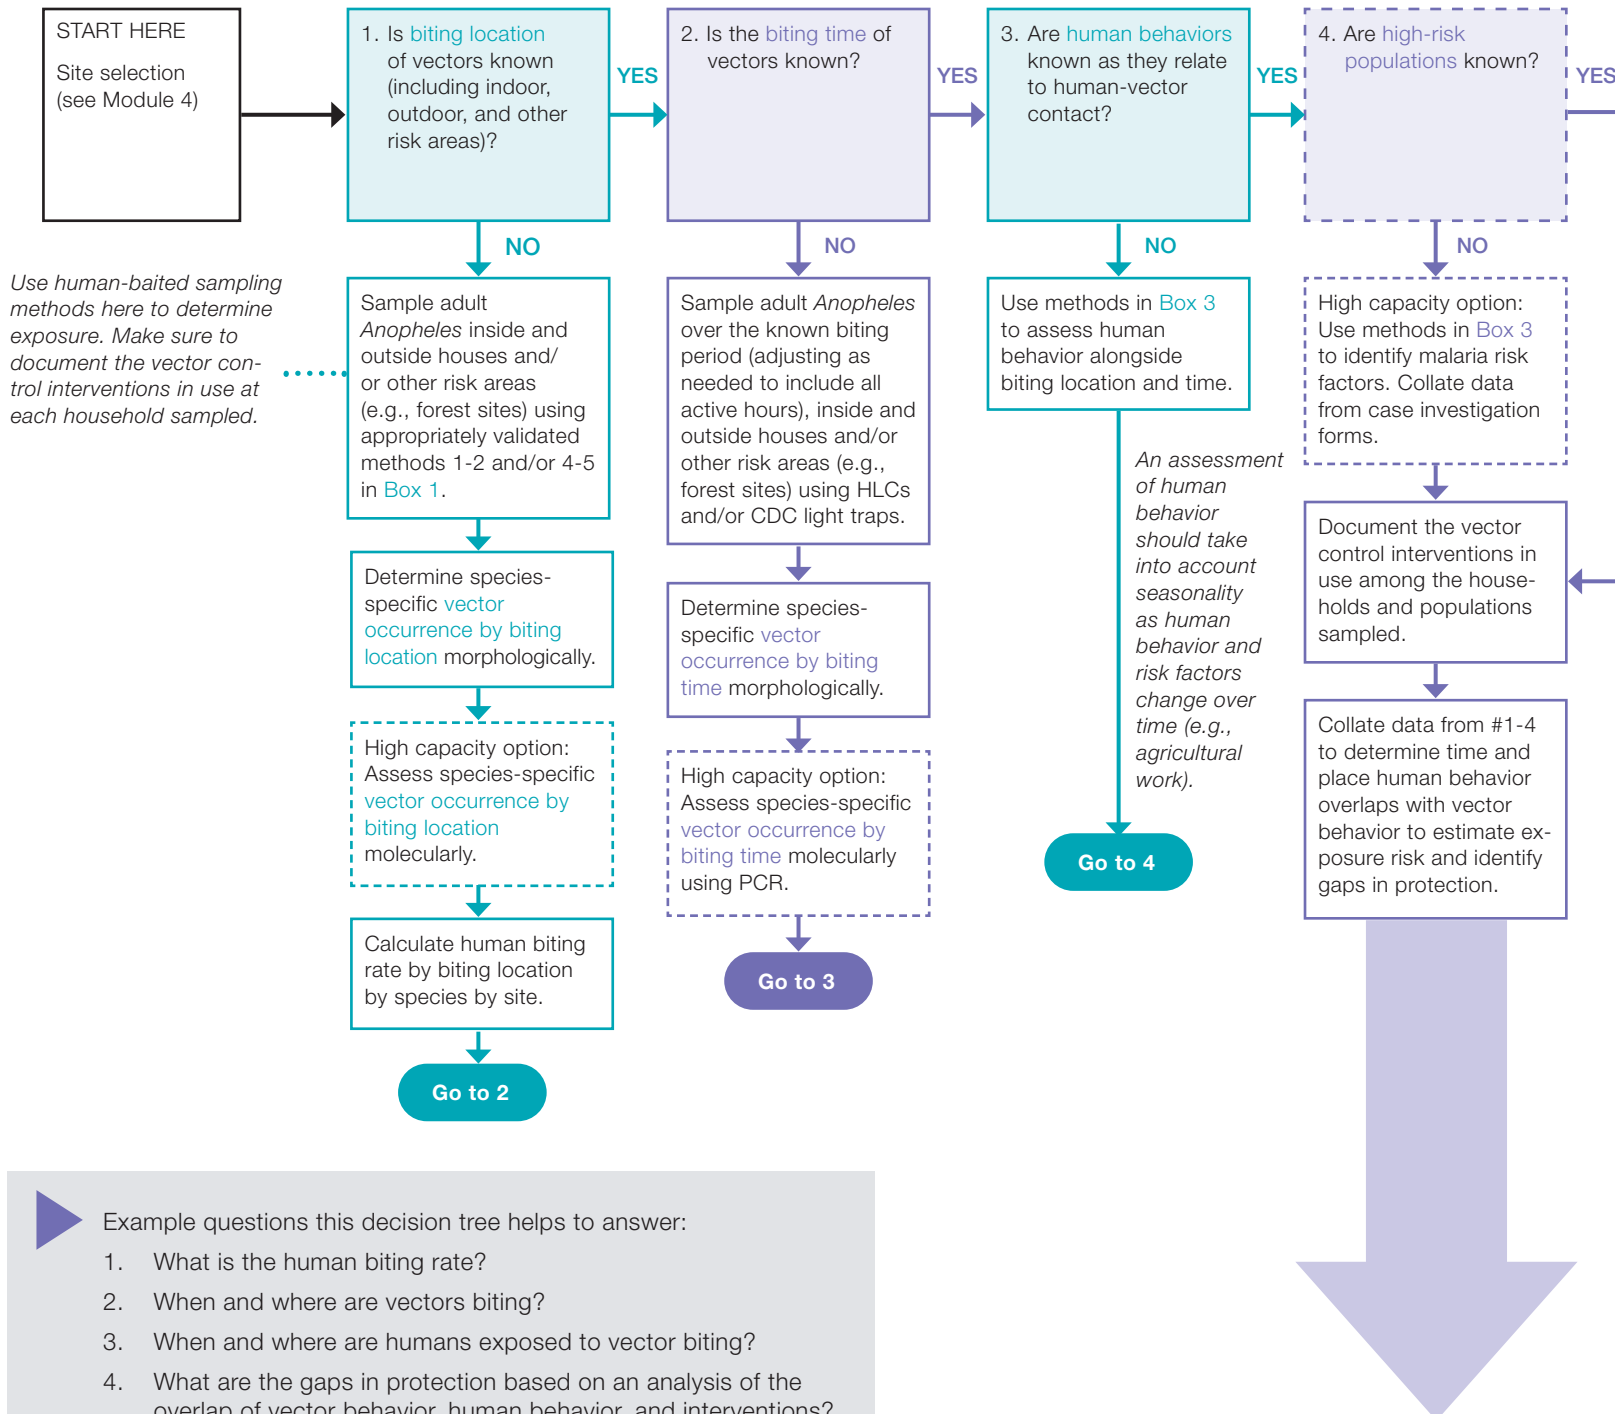 START HERE
Site selection
(see Module 4)
1. Is biting location
of vectors known
(including indoor,
outdoor, and other
risk areas)?
YES
2. Is the biting time of
vectors known?
YES
3. Are human behaviors
known as they relate
to human-vector
contact?
YES
4. Are high-risk
populations known?
YES
NO
NO
NO
NO
Use human-baited sampling
methods here to determine
exposure. Make sure to
document the vector con-
trol interventions in use at
each household sampled.
Sample adult
Anopheles inside and
outside houses and/
or other risk areas
(e.g., forest sites) using
appropriately validated
methods 1-2 and/or 4-5
in Box 1.
Determine species-
specific vector
occurrence by biting
location morphologically.
High capacity option:
Assess species-specific
vector occurrence by
biting location
molecularly.
Calculate human biting
rate by biting location
by species by site.
Go to 2
Sample adult Anopheles
over the known biting
period (adjusting as
needed to include all
active hours), inside and
outside houses and/or
other risk areas (e.g.,
forest sites) using HLCs
and/or CDC light traps.
Determine species-
specific vector
occurrence by biting
time morphologically.
High capacity option:
Assess species-specific
vector occurrence by
biting time molecularly
using PCR.
Go to 3
Use methods in Box 3
to assess human
behavior alongside
biting location and time.
An assessment
of human
behavior
should take
into account
seasonality
as human
behavior and
risk factors
change over
time (e.g.,
agricultural
work).
Go to 4
High capacity option:
Use methods in Box 3
to identify malaria risk
factors. Collate data
from case investigation
forms.
Document the vector
control interventions in
use among the house-
holds and populations
sampled.
Collate data from #1-4
to determine time and
place human behavior
overlaps with vector
behavior to estimate ex-
posure risk and identify
gaps in protection.
Example questions this decision tree helps to answer:
1. What is the human biting rate?
2. When and where are vectors biting?
3. When and where are humans exposed to vector biting?
4. What are the gaps in protection based on an analysis of the
overlap of vector behavior, human behavior, and interventions?